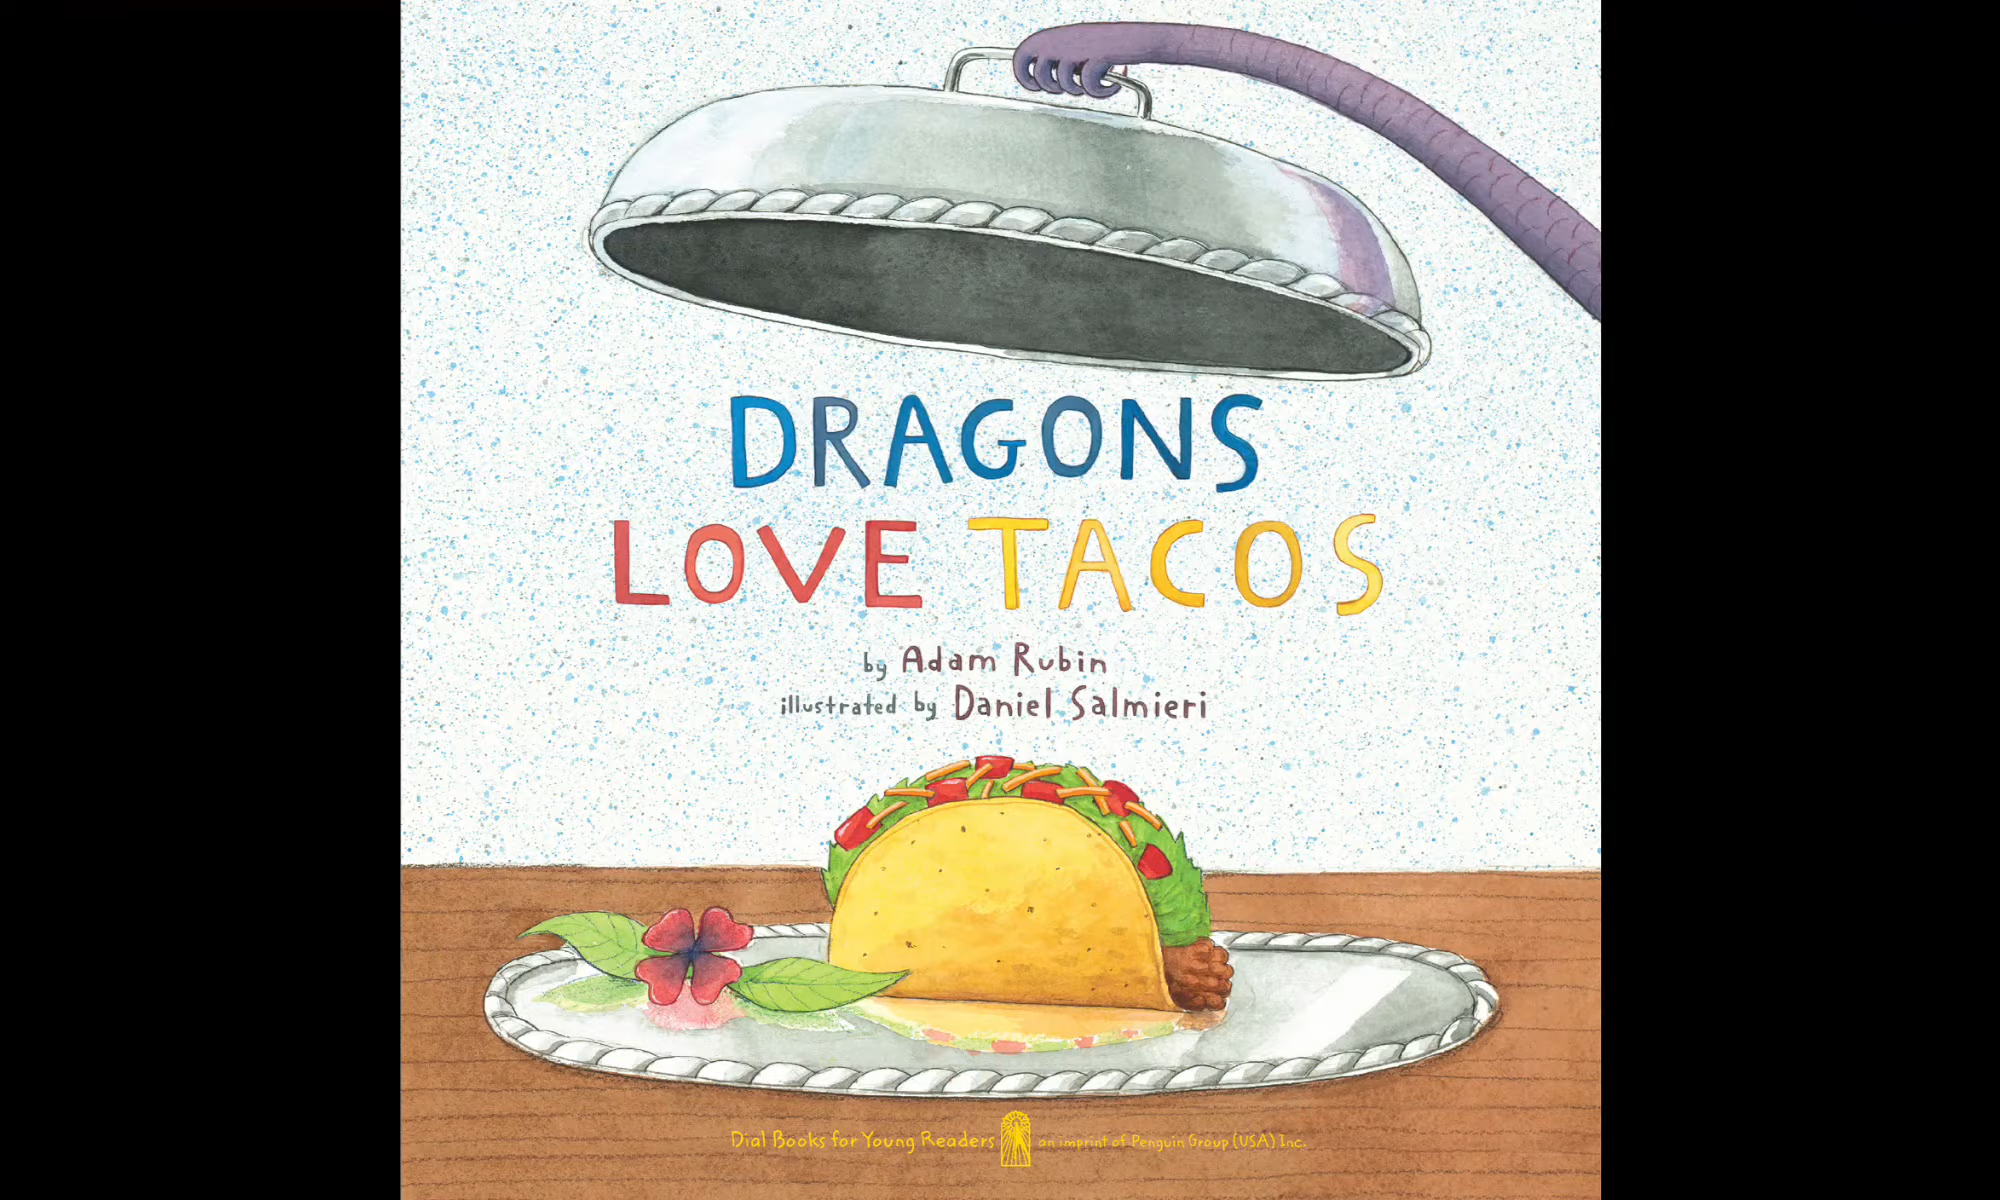 DRAGONS
LOVE TACOS
by Adam Rubin
illustrated by Daniel Salmieri
Dial Books for Young Readers an imprint of Penguin Group (USA) Inc.